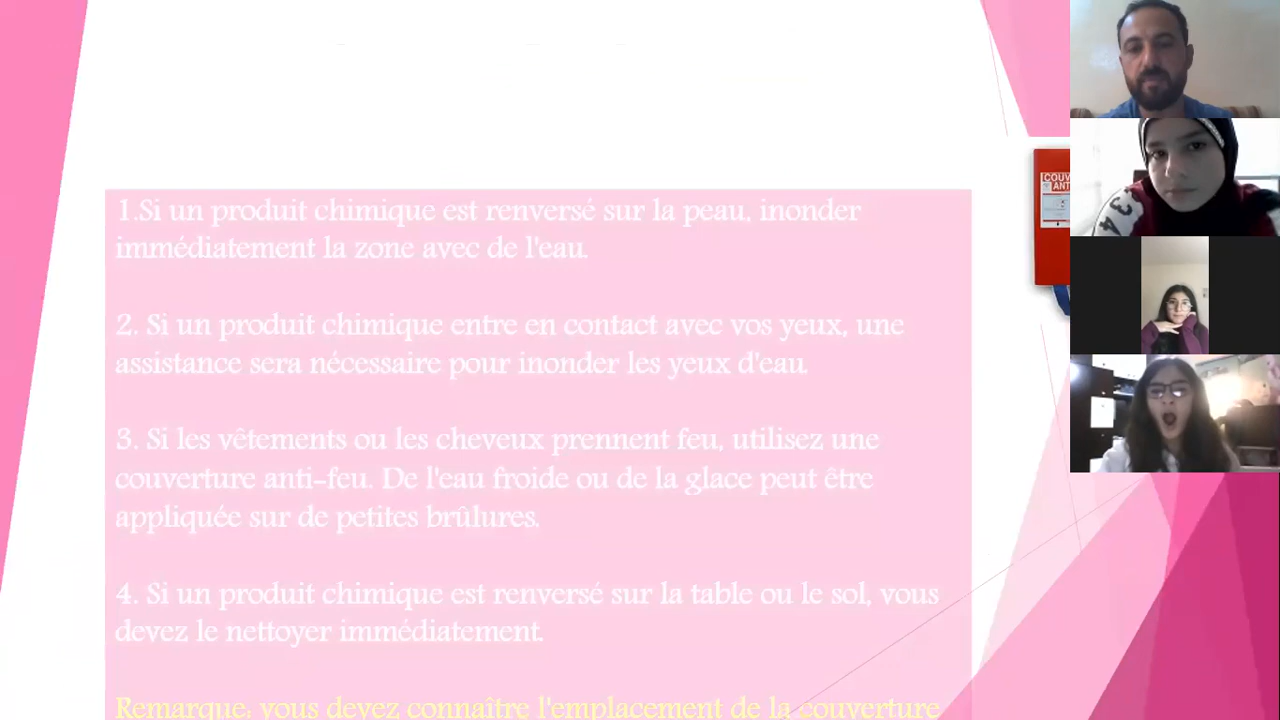 1.Si un produit chimique est renversé sur la peau, inonder
immédiatement la zone avec de l'eau.
2. Si un produit chimique entre en contact avec vos yeux, une
assistance sera nécessaire pour inonder les yeux d'eau.
3. Si les vêtements ou les cheveux prennent feu, utilisez une
couverture anti-feu. De l'eau froide ou de la glace peut être
appliquée sur de petites brûlures.
4. Si un produit chimique est renversé sur la table ou le sol, vous
devez le nettoyer immédiatement.
Remarque: vous devez connaître l'emplacement de la couverture
COUV
ANT
34